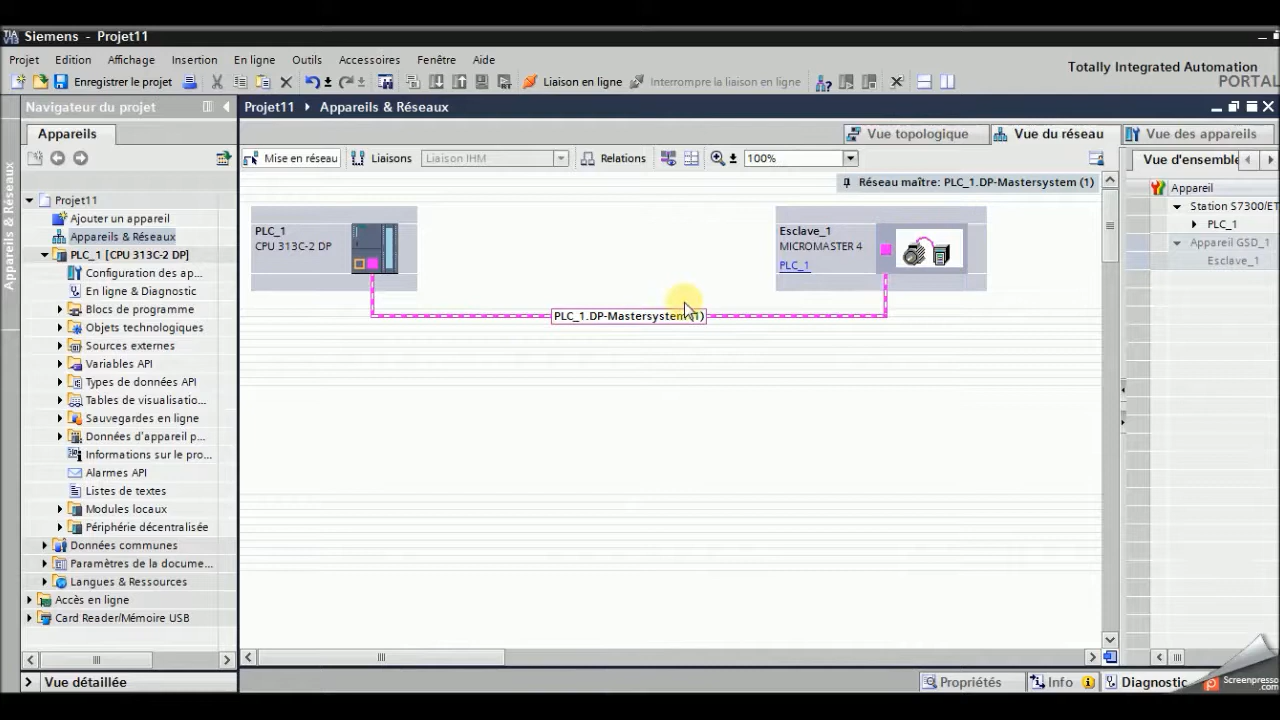 TIA V13 Siemens - Projet11
Projet Edition Affichage Insertion En ligne Outils Accessoires Fenêtre Aide
Totally Integrated Automation
PORTAL
Enregistrer le projet Liaison en ligne Interrompre la liaison en ligne
Navigateur du projet
Projet11 Appareils & Réseaux
Appareils
Vue topologique Vue du réseau Vue des appareils
Mise en réseau Liaisons Liaison IHM Relations 100%
Vue d'ensemble
Réseau maître: PLC_1.DP-Mastersystem (1)
Appareil
Station S7300/ET
PLC_1
Appareil GSD_1
Esclave_1
Appareils & Réseaux
Projet11
Ajouter un appareil
Appareils & Réseaux
PLC_1 [CPU 313C-2 DP]
Configuration des ap...
En ligne & Diagnostic
Blocs de programme
Objets technologiques
Sources externes
Variables API
Types de données API
Tables de visualisatio...
Sauvegardes en ligne
Données d'appareil p...
Informations sur le pro...
Alarmes API
Listes de textes
Modules locaux
Périphérie décentralisée
Données communes
Paramètres de la docume...
Langues & Ressources
Accès en ligne
Card Reader/Mémoire USB
PLC_1
CPU 313C-2 DP
Esclave_1
MICROMASTER 4
PLC_1
PLC_1.DP-Mastersystem (1)
Vue détaillée
Propriétés Info Diagnostic
Screenpresso
.com